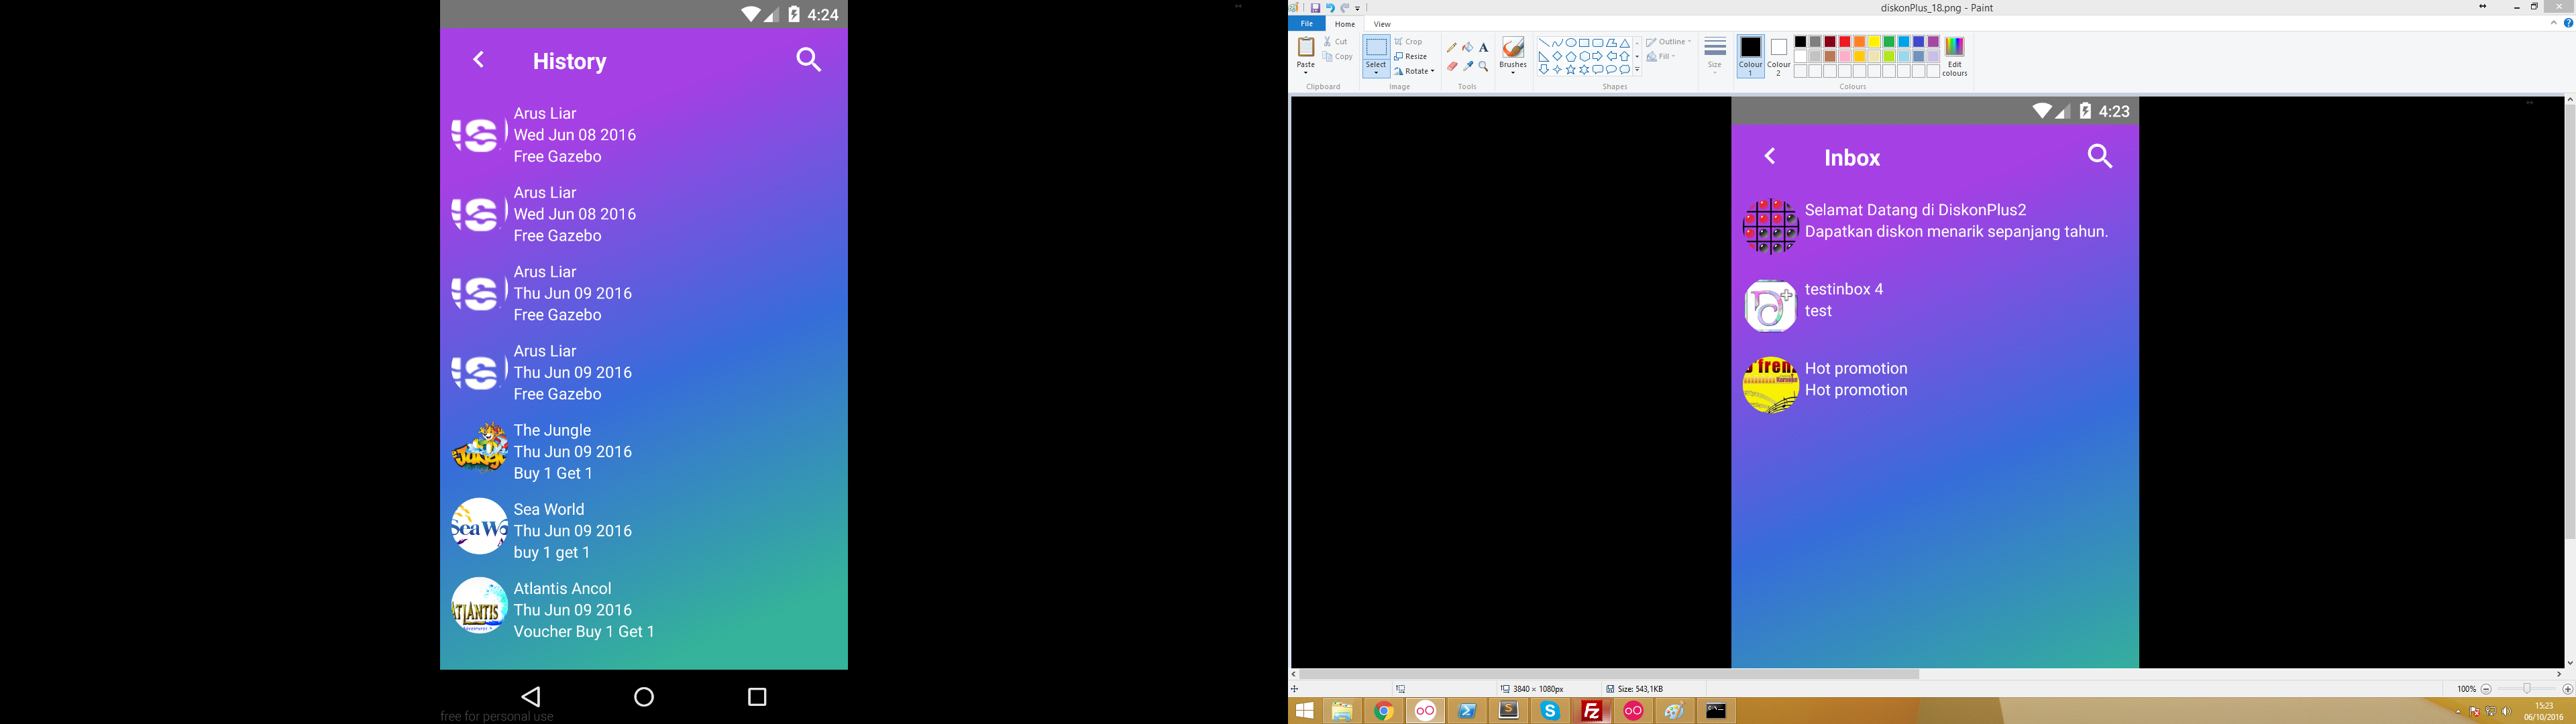 4:24
History
Arus Liar
Wed Jun 08 2016
Free Gazebo
Arus Liar
Wed Jun 08 2016
Free Gazebo
Arus Liar
Thu Jun 09 2016
Free Gazebo
Arus Liar
Thu Jun 09 2016
Free Gazebo
The Jungle
Thu Jun 09 2016
Buy 1 Get 1
Sea World
Thu Jun 09 2016
buy 1 get 1
Atlantis Ancol
Thu Jun 09 2016
Voucher Buy 1 Get 1
free for personal use
diskonPlus_18.png - Paint
File Home View
Paste
Cut
Copy
Clipboard
Select
Crop
Resize
Rotate
Image
Tools
Brushes
Shapes
Outline
Fill
Size
Colour 1
Colour 2
Edit colours
Colours
4:23
Inbox
Selamat Datang di DiskonPlus2
Dapatkan diskon menarik sepanjang tahun.
testinbox 4
test
Hot promotion
Hot promotion
3840 × 1080px
Size: 543,1KB
100%
15:23
06/10/2016